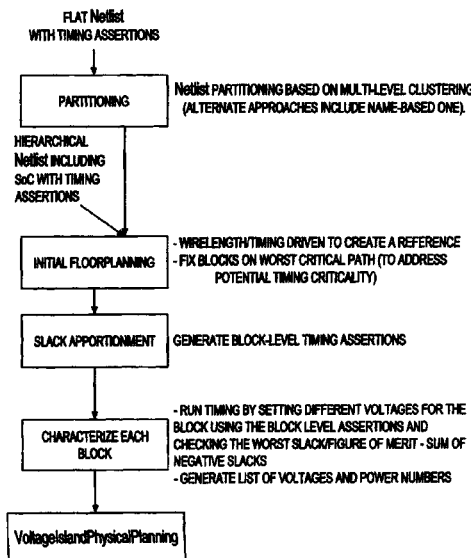 FLAT Netlist
WITH TIMING ASSERTIONS
PARTITIONING
Netlist PARTITIONING BASED ON MULTI-LEVEL CLUSTERING
(ALTERNATE APPROACHES INCLUDE NAME-BASED ONE).
HIERARCHICAL
Netlist INCLUDING
SoC WITH TIMING
ASSERTIONS
INITIAL FLOORPLANNING
- WIRELENGTH/TIMING DRIVEN TO CREATE A REFERENCE
- FIX BLOCKS ON WORST CRITICAL PATH (TO ADDRESS
POTENTIAL TIMING CRITICALITY)
SLACK APPORTIONMENT
GENERATE BLOCK-LEVEL TIMING ASSERTIONS
CHARACTERIZE EACH
BLOCK
- RUN TIMING BY SETTING DIFFERENT VOLTAGES FOR THE
BLOCK USING THE BLOCK LEVEL ASSERTIONS AND
CHECKING THE WORST SLACK/FIGURE OF MERIT - SUM OF
NEGATIVE SLACKS
- GENERATE LIST OF VOLTAGES AND POWER NUMBERS
VoltageIslandPhysicalPlanning